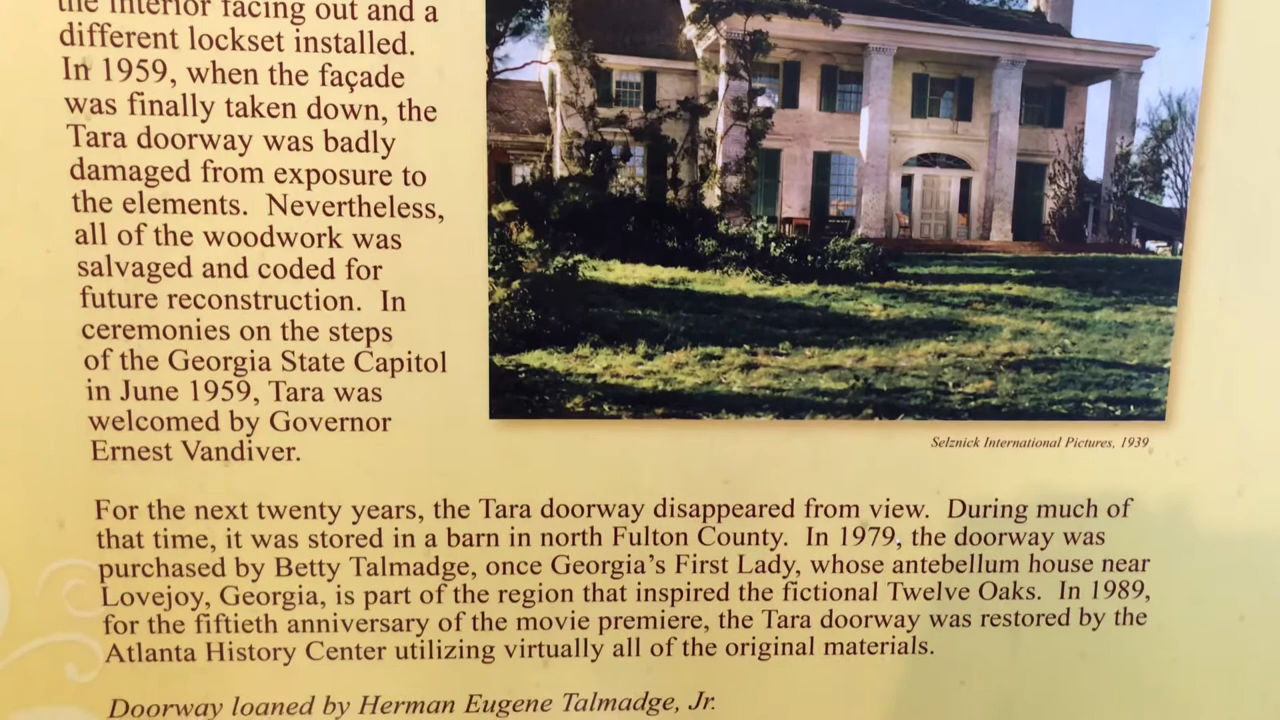 the interior facing out and a
different lockset installed.
In 1959, when the façade
was finally taken down, the
Tara doorway was badly
damaged from exposure to
the elements.  Nevertheless,
all of the woodwork was
salvaged and coded for
future reconstruction.  In
ceremonies on the steps
of the Georgia State Capitol
in June 1959, Tara was
welcomed by Governor
Ernest Vandiver.
Selznick International Pictures, 1939
For the next twenty years, the Tara doorway disappeared from view.  During much of
that time, it was stored in a barn in north Fulton County.  In 1979, the doorway was
purchased by Betty Talmadge, once Georgia's First Lady, whose antebellum house near
Lovejoy, Georgia, is part of the region that inspired the fictional Twelve Oaks.  In 1989,
for the fiftieth anniversary of the movie premiere, the Tara doorway was restored by the
Atlanta History Center utilizing virtually all of the original materials.
Doorway loaned by Herman Eugene Talmadge, Jr.